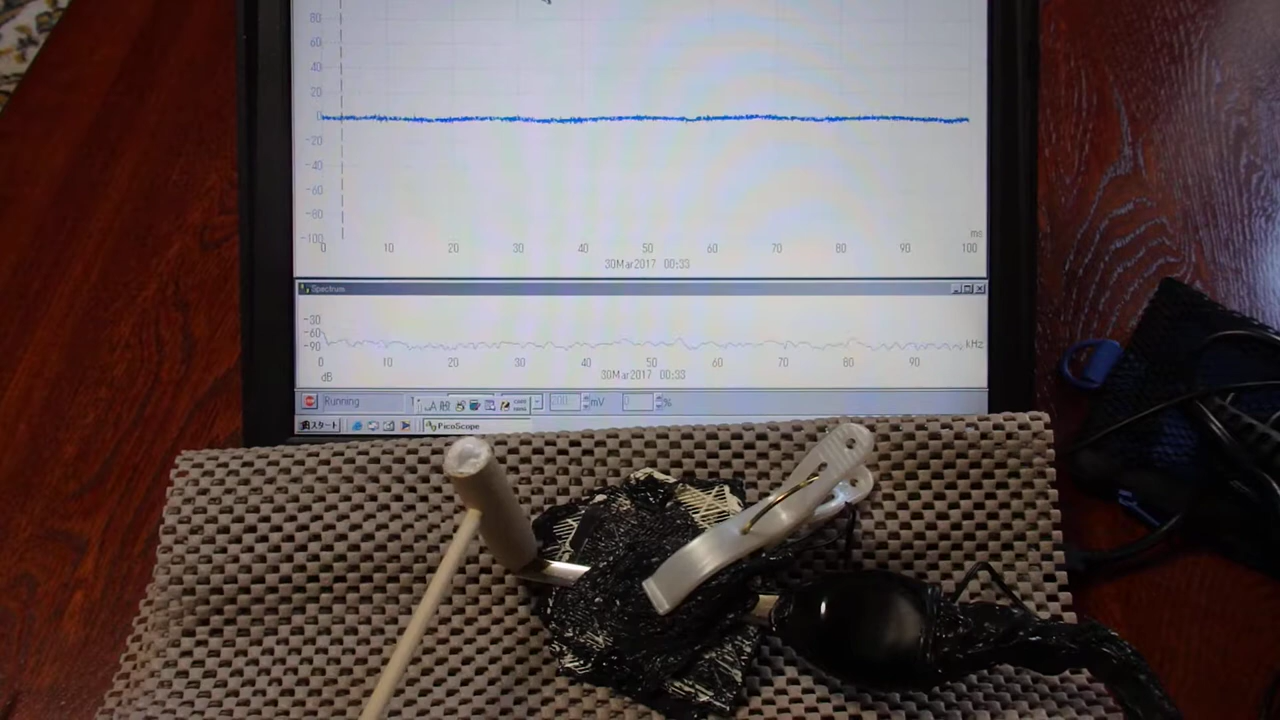 80
60
40
20
0
-20
-40
-60
-80
-100
ms
0 10 20 30 40 50 60 70 80 90 100
30Mar2017 00:33
Spectrum
-30
-60
-90
kHz
0 10 20 30 40 50 60 70 80 90
dB
30Mar2017 00:33
Running
200 mV 0 %
スタート PicoScope